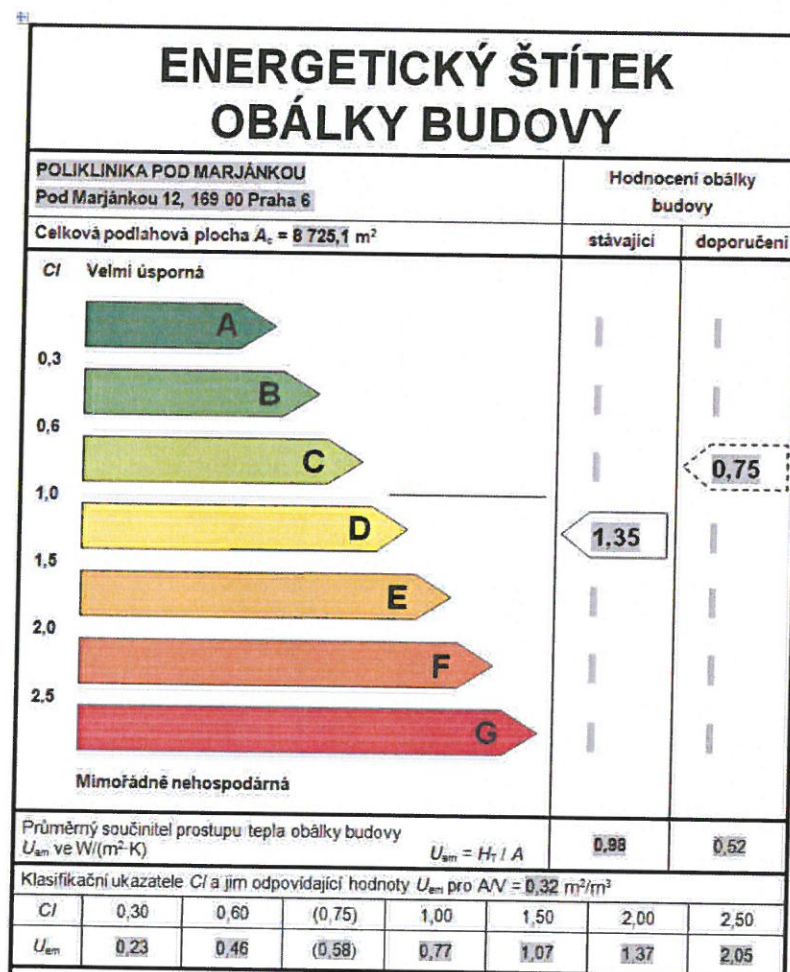 ENERGETICKÝ ŠTÍTEK
OBÁLKY BUDOVY
POLIKLINIKA POD MARJÁNKOU
Pod Marjánkou 12, 169 00 Praha 6
Hodnocení obálky
budovy
Celková podlahová plocha Ac = 8 725,1 m²
stávající
doporučení
CI Velmi úsporná
A
0,3
B
0,6
C
0,75
1,0
D
1,35
1,5
E
2,0
F
2,5
G
Mimořádně nehospodárná
Průměrný součinitel prostupu tepla obálky budovy
Uem ve W/(m²·K) Uem = HT / A 0,98 0,52
Klasifikační ukazatele CI a jim odpovídající hodnoty Uem pro A/V = 0,32 m²/m³
CI 0,30 0,60 (0,75) 1,00 1,50 2,00 2,50
Uem 0,23 0,46 (0,58) 0,77 1,07 1,37 2,05